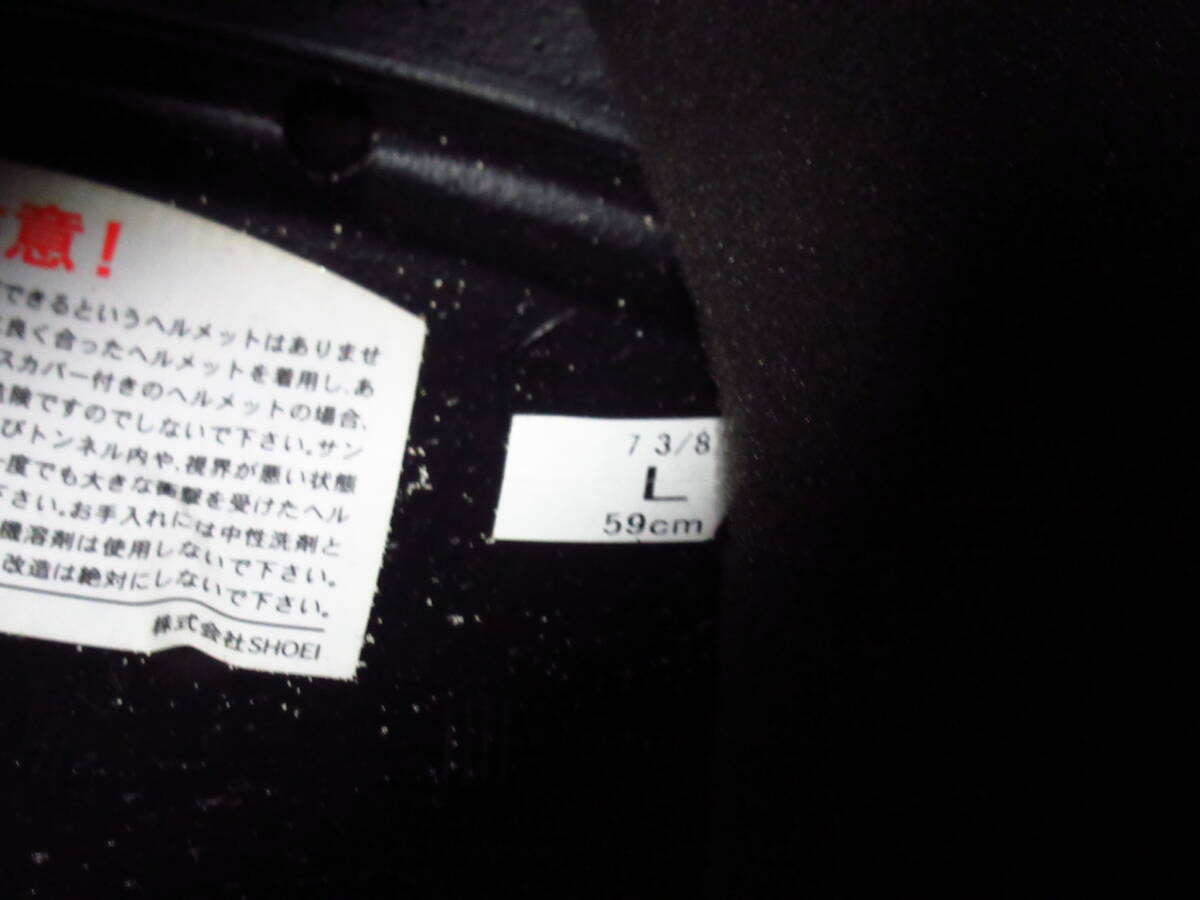 意！
できるというヘルメットはありませ
良く合ったヘルメットを着用し、あ
スカバー付きのヘルメットの場合、
険ですのでしないで下さい。サン
びトンネル内や、視界が悪い状態
度でも大きな衝撃を受けたヘル
さい。お手入れには中性洗剤と
機溶剤は使用しないで下さい。
改造は絶対にしないで下さい。
株式会社SHOEI
7 3/8
L
59cm